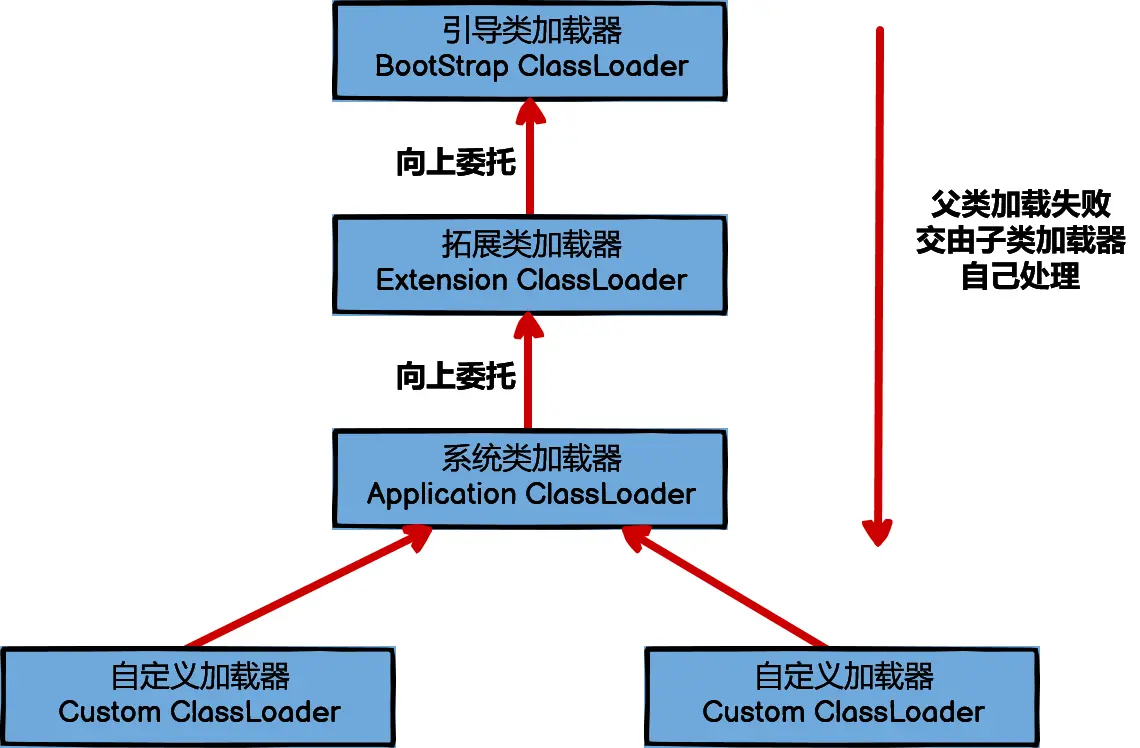 引导类加载器
BootStrap ClassLoader
向上委托
拓展类加载器
Extension ClassLoader
向上委托
系统类加载器
Application ClassLoader
父类加载失败
交由子类加载器
自己处理
自定义加载器
Custom ClassLoader
自定义加载器
Custom ClassLoader